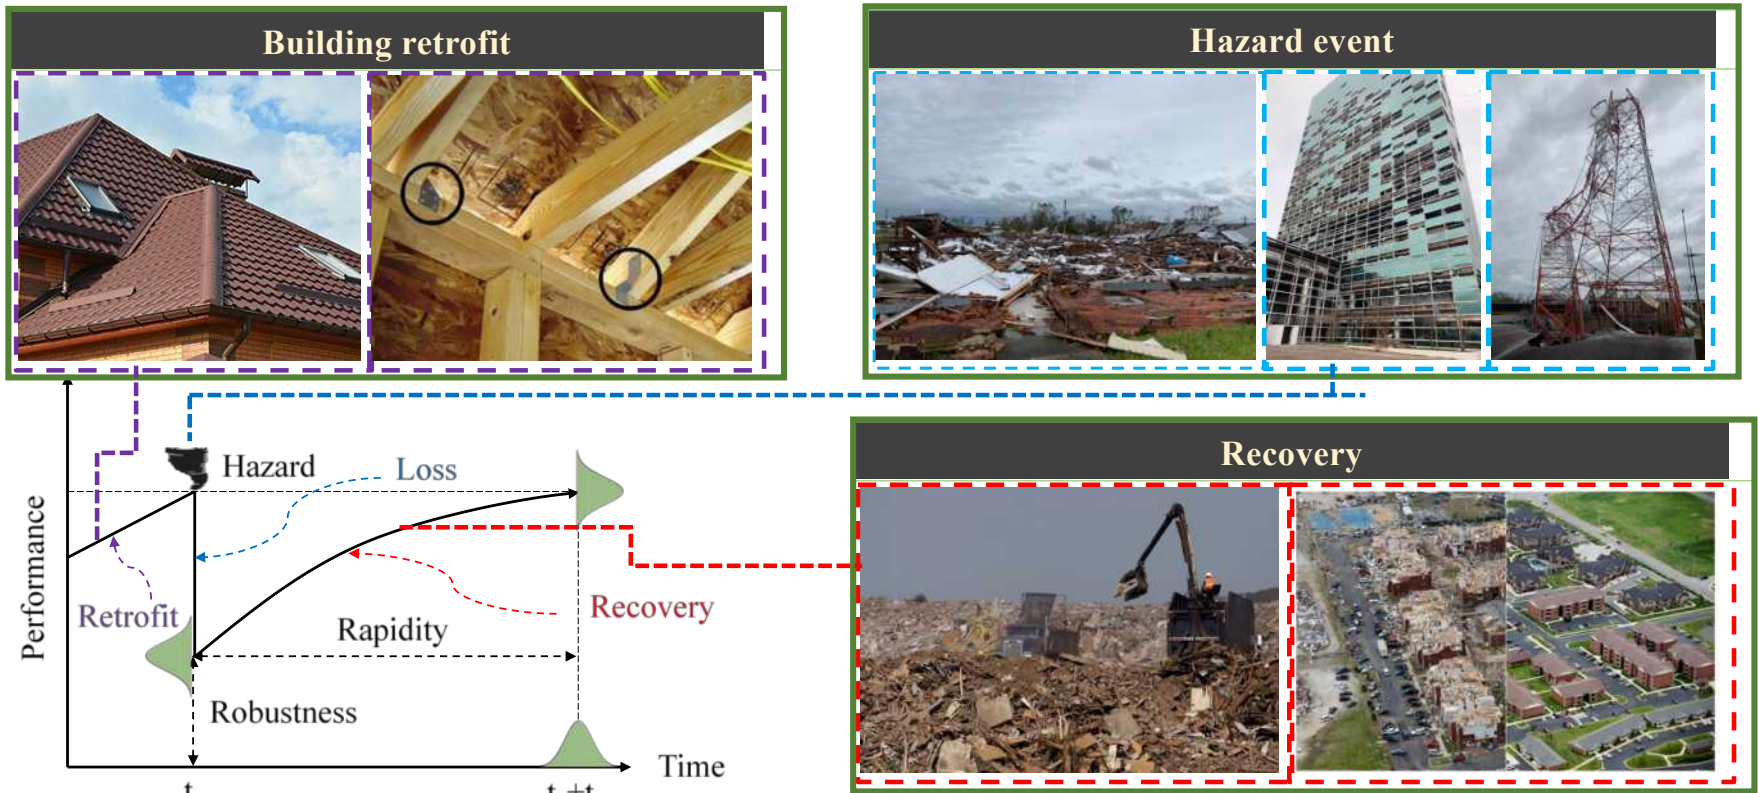 Building retrofit
Hazard event
Hazard
Loss
Recovery
Performance
Retrofit
Recovery
Rapidity
Robustness
Time